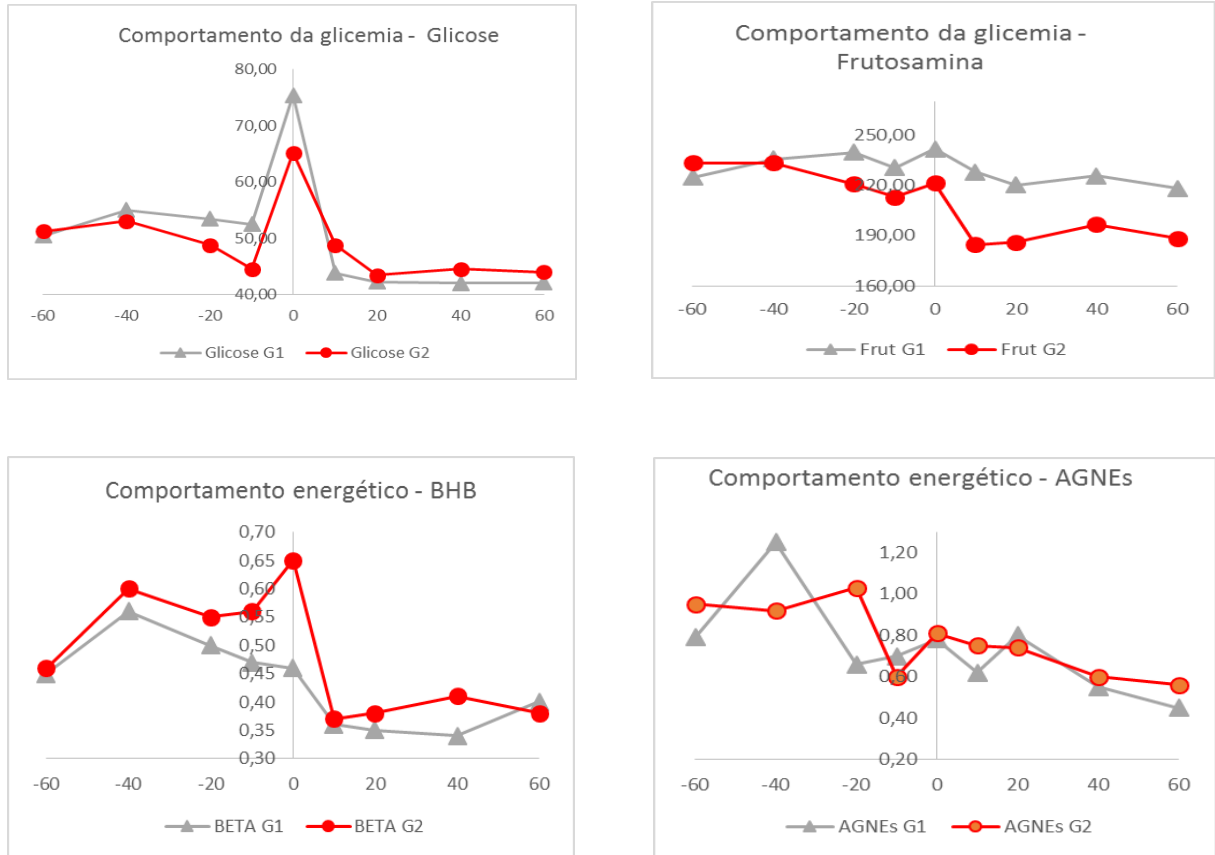 Comportamento da glicemia - Glicose
80,00
70,00
60,00
50,00
40,00
-60 -40 -20 0 20 40 60
Glicose G1 Glicose G2
Comportamento da glicemia -
Frutosamina
250,00
220,00
190,00
160,00
-60 -40 -20 0 20 40 60
Frut G1 Frut G2
Comportamento energético - BHB
0,70
0,65
0,60
0,55
0,50
0,45
0,40
0,35
0,30
-60 -40 -20 0 20 40 60
BETA G1 BETA G2
Comportamento energético - AGNEs
1,20
1,00
0,80
0,60
0,40
0,20
-60 -40 -20 0 20 40 60
AGNEs G1 AGNEs G2